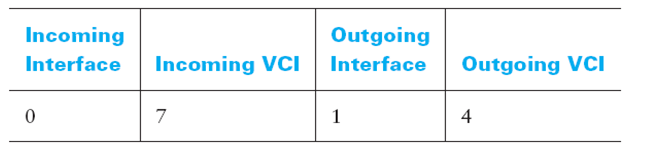 Incoming Interface Incoming VCI Outgoing Interface Outgoing VCI
0 7 1 4